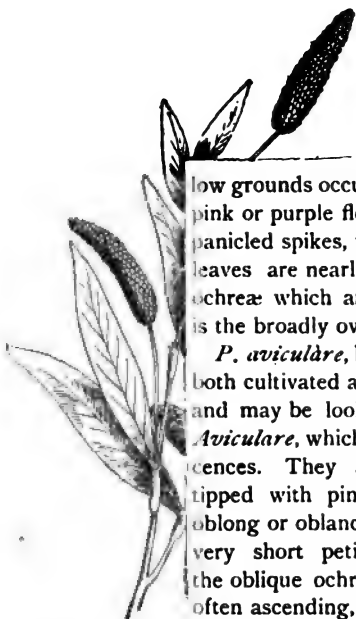 low grounds occu
pink or purple fl
panicled spikes,
leaves are nearl
ochreæ which a
is the broadly ov
P. aviculàre,
both cultivated a
and may be loo
Aviculare, which
cences. They
tipped with pin
oblong or oblanc
very short peti
the oblique ochr
often ascending,